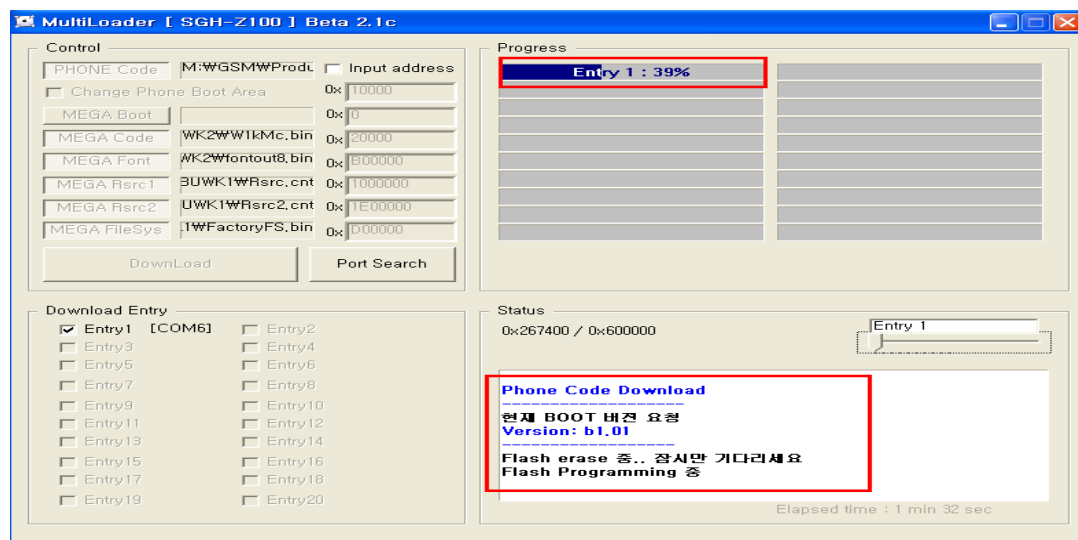 MultiLoader [ SGH-Z100 ] Beta 2.1c
Control
PHONE Code M:₩GSM₩Produ Input address
Change Phone Boot Area 0x 10000
MEGA Boot 0x 0
MEGA Code WK2₩W1kMc.bin 0x 20000
MEGA Font WK2₩fontout8.bin 0x B00000
MEGA Rsrc1 BUWK1₩Rsrc.cnt 0x 1000000
MEGA Rsrc2 UWK1₩Rsrc2.cnt 0x 1E00000
MEGA FileSys .1₩FactoryFS.bin 0x D00000
DownLoad Port Search
Progress
Entry 1 : 39%
Download Entry
Entry1 [COM6] Entry2
Entry3 Entry4
Entry5 Entry6
Entry7 Entry8
Entry9 Entry10
Entry11 Entry12
Entry13 Entry14
Entry15 Entry16
Entry17 Entry18
Entry19 Entry20
Status
0x267400 / 0x600000 Entry 1
Phone Code Download
--------------------
현재 BOOT 버전 요청
Version: b1.01
-------------------
Flash erase 중.. 잠시만 기다리세요
Flash Programming 중
Elapsed time : 1 min 32 sec